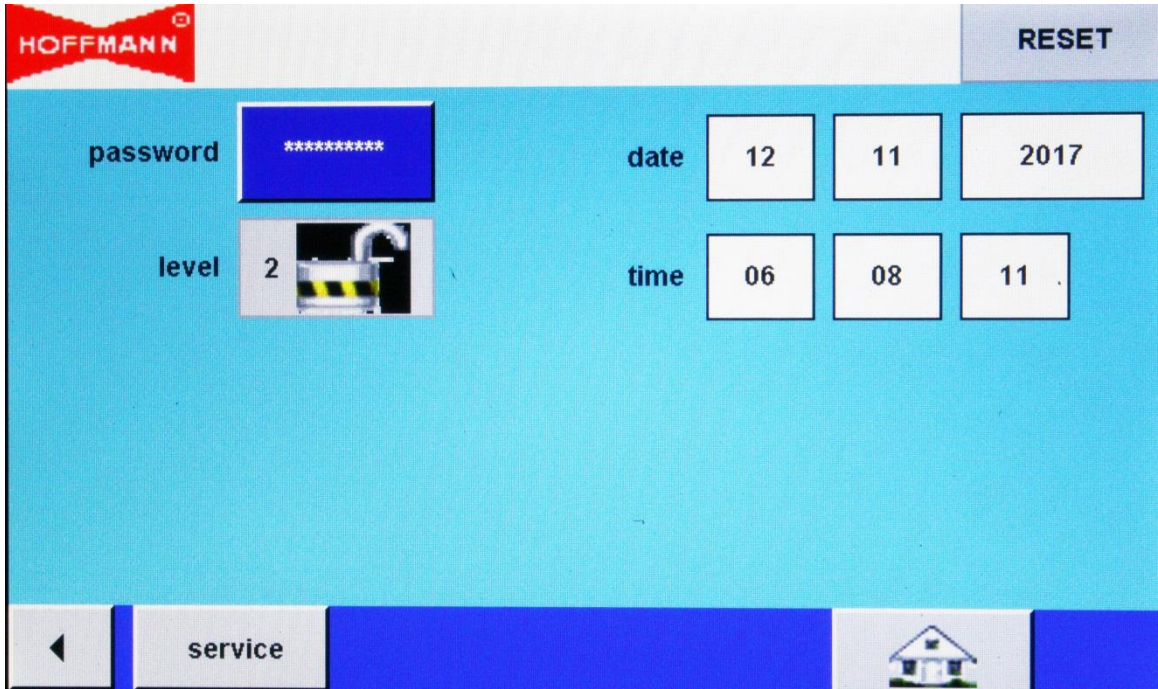 HOFFMANN ®
RESET
password ********** date 12 11 2017
level 2 time 06 08 11
service